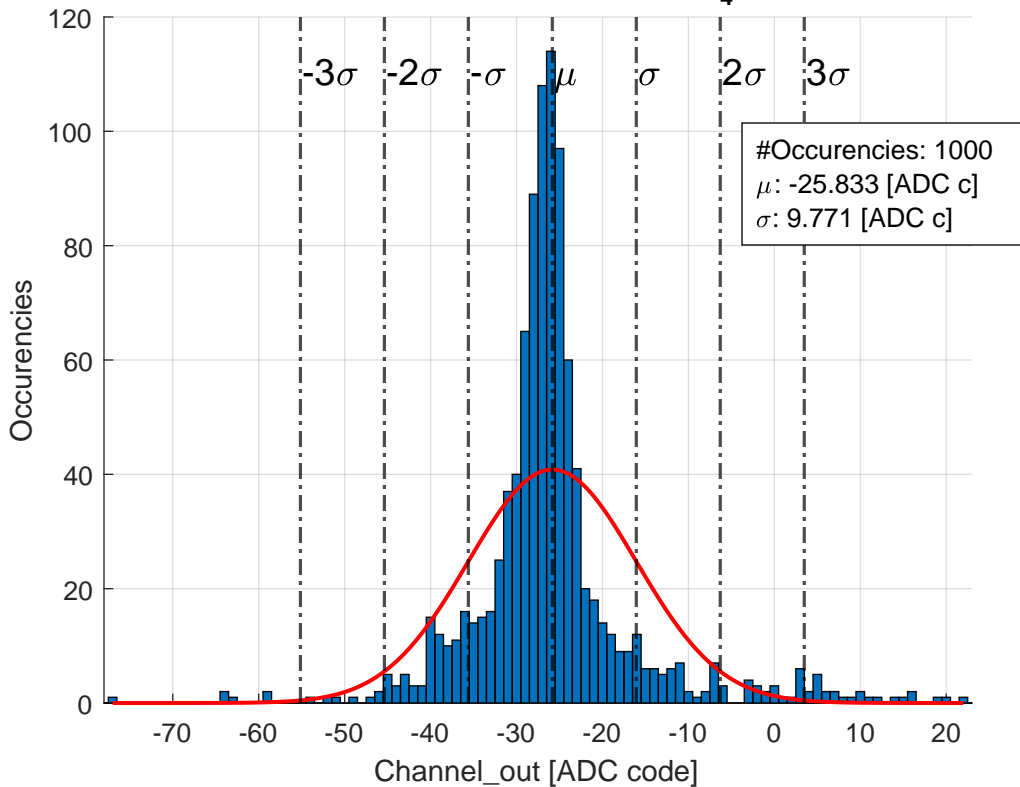 4
120
100
80
60
40
20
0
-3σ -2σ -σ μ σ 2σ 3σ
#Occurencies: 1000
μ: -25.833 [ADC c]
σ: 9.771 [ADC c]
Occurencies
-70 -60 -50 -40 -30 -20 -10 0 10 20
Channel_out [ADC code]